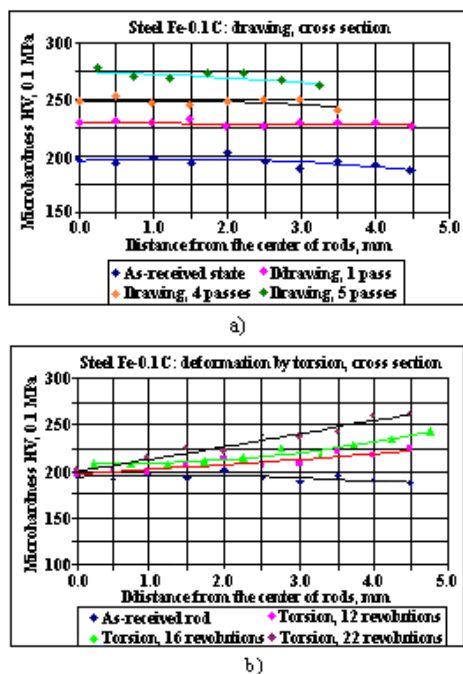 Steel Fe-0.1 C: drawing, cross section
Microhardness HV, 0.1 MPa
300
250
200
150
0.0 1.0 2.0 3.0 4.0 5.0
Distance from the center of rods, mm
As-received state
Ddrawing, 1 pass
Drawing, 4 passes
Drawing, 5 passes
a)
Steel Fe-0.1 C: deformation by torsion, cross section
Microhardness HV, 0.1 MPa
300
250
200
150
100
0.0 1.0 2.0 3.0 4.0 5.0
Ddistance from the center of rods, mm
As-received rod
Torsion, 12 revolutions
Torsion, 16 revolutions
Torsion, 22 revolutions
b)